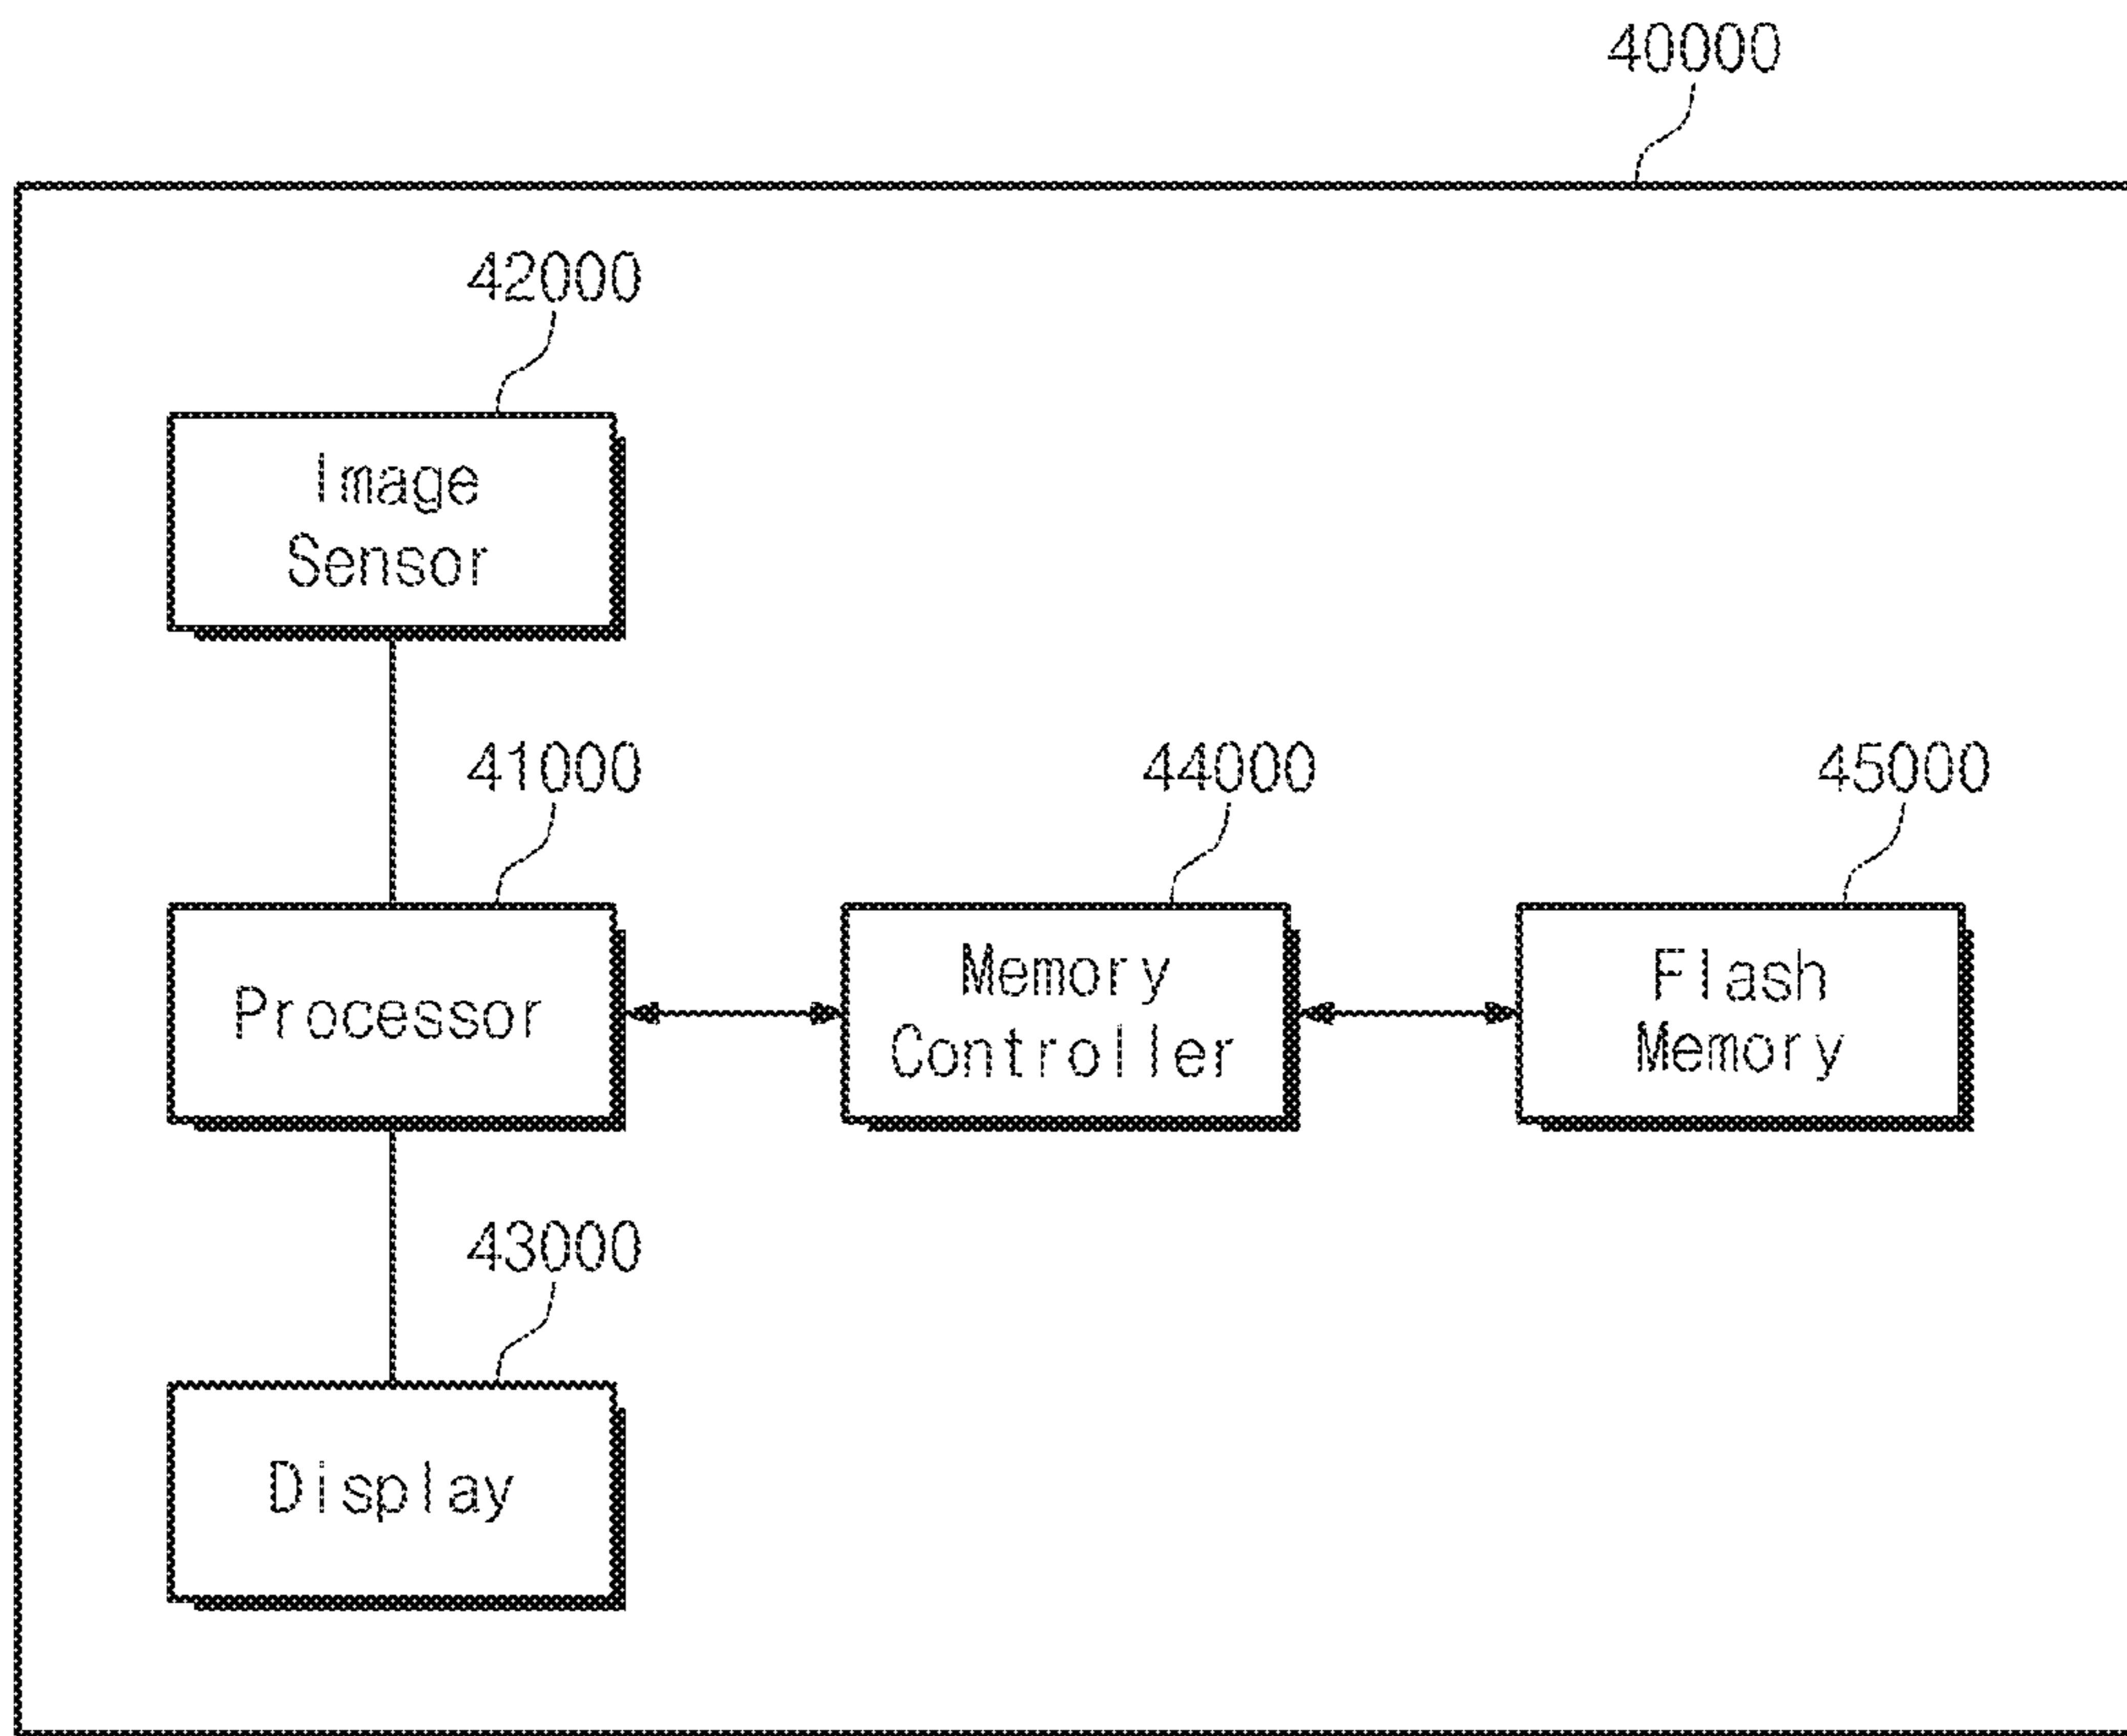 40000
42000
Image
Sensor
41000
44000
45000
Processor
Memory
Controller
Flash
Memory
43000
Display